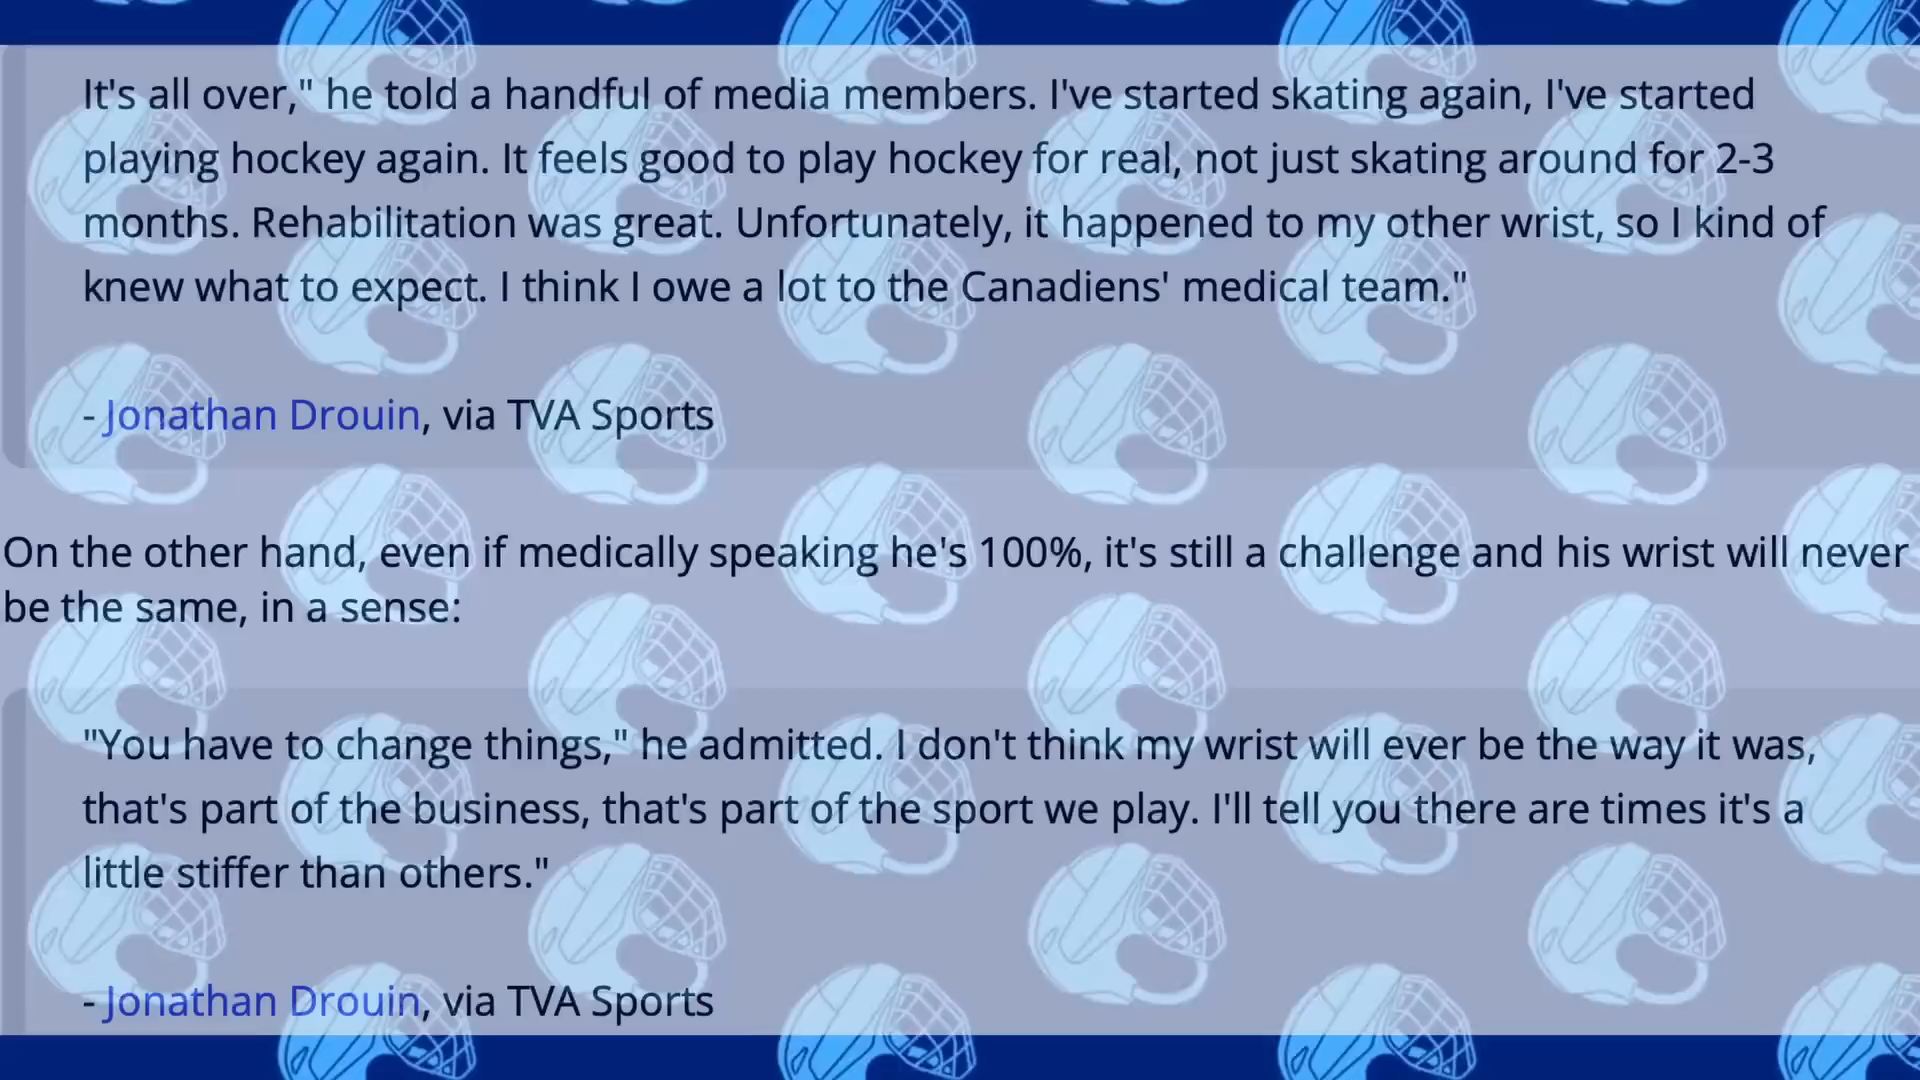 It's all over," he told a handful of media members. I've started skating again, I've started
playing hockey again. It feels good to play hockey for real, not just skating around for 2-3
months. Rehabilitation was great. Unfortunately, it happened to my other wrist, so I kind of
knew what to expect. I think I owe a lot to the Canadiens' medical team."
- Jonathan Drouin, via TVA Sports
On the other hand, even if medically speaking he's 100%, it's still a challenge and his wrist will never
be the same, in a sense:
"You have to change things," he admitted. I don't think my wrist will ever be the way it was,
that's part of the business, that's part of the sport we play. I'll tell you there are times it's a
little stiffer than others."
- Jonathan Drouin, via TVA Sports